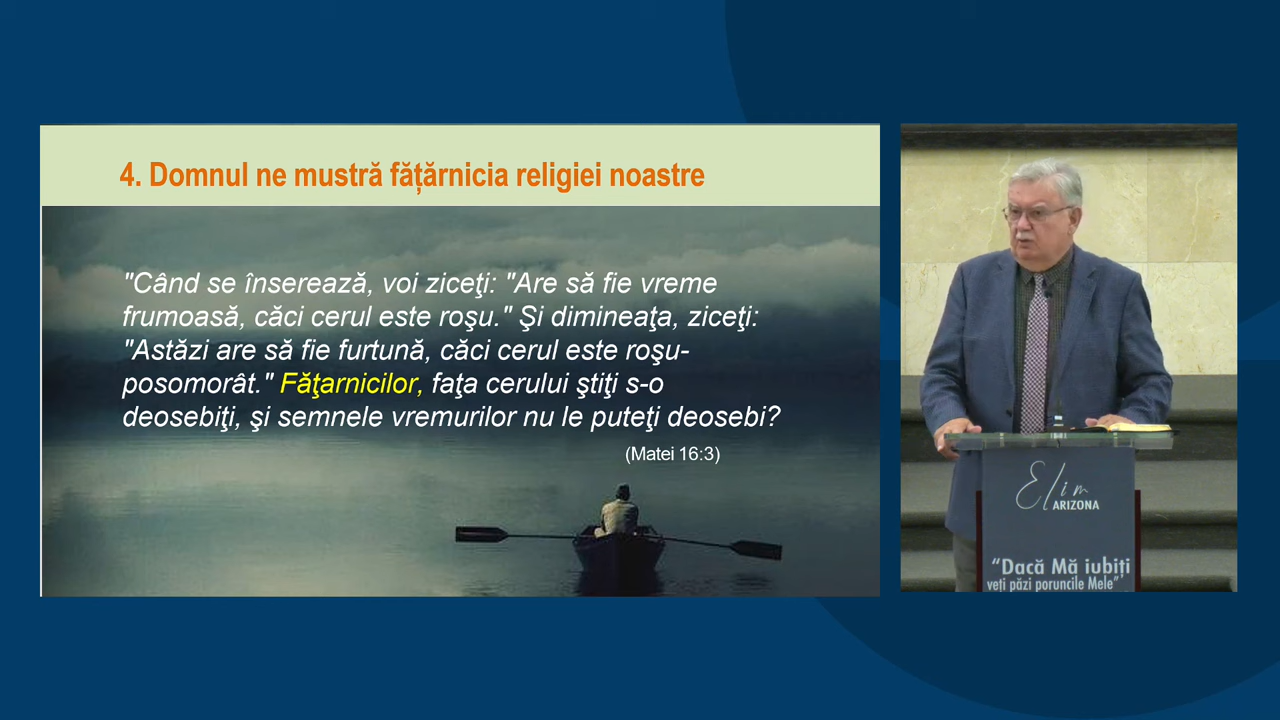 4. Domnul ne mustră fățărnicia religiei noastre
"Când se înserează, voi ziceţi: "Are să fie vreme
frumoasă, căci cerul este roşu." Şi dimineaţa, ziceţi:
"Astăzi are să fie furtună, căci cerul este roşu-
posomorât." Făţarnicilor, faţa cerului ştiţi s-o
deosebiţi, şi semnele vremurilor nu le puteţi deosebi?
(Matei 16:3)
Elim
ARIZONA
“Dacă Mă iubiți
veți păzi poruncile Mele”